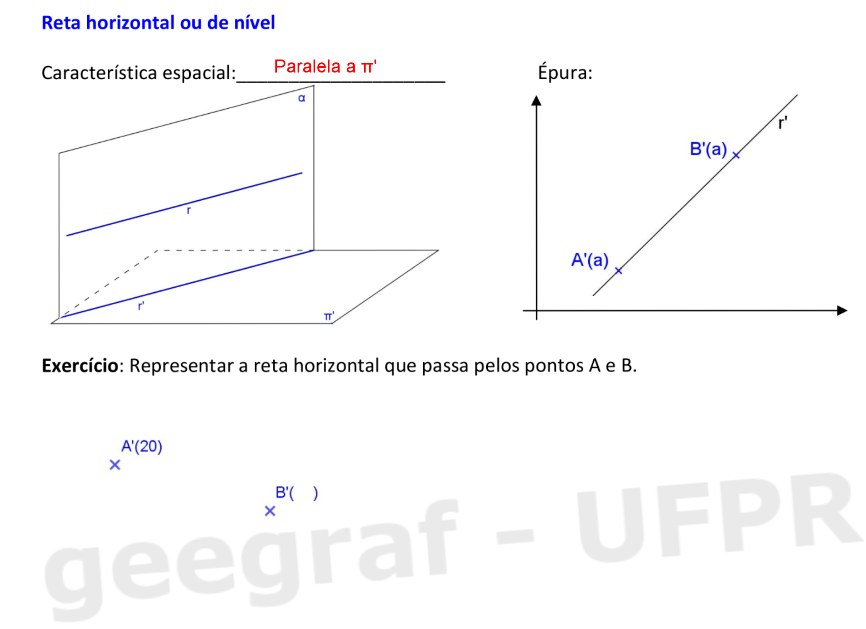 Reta horizontal ou de nível
Característica espacial: Paralela a π'
Épura:
α
r
r'
π'
r'
B'(a)
A'(a)
Exercício: Representar a reta horizontal que passa pelos pontos A e B.
A'(20)
B'( )
geegraf - UFPR